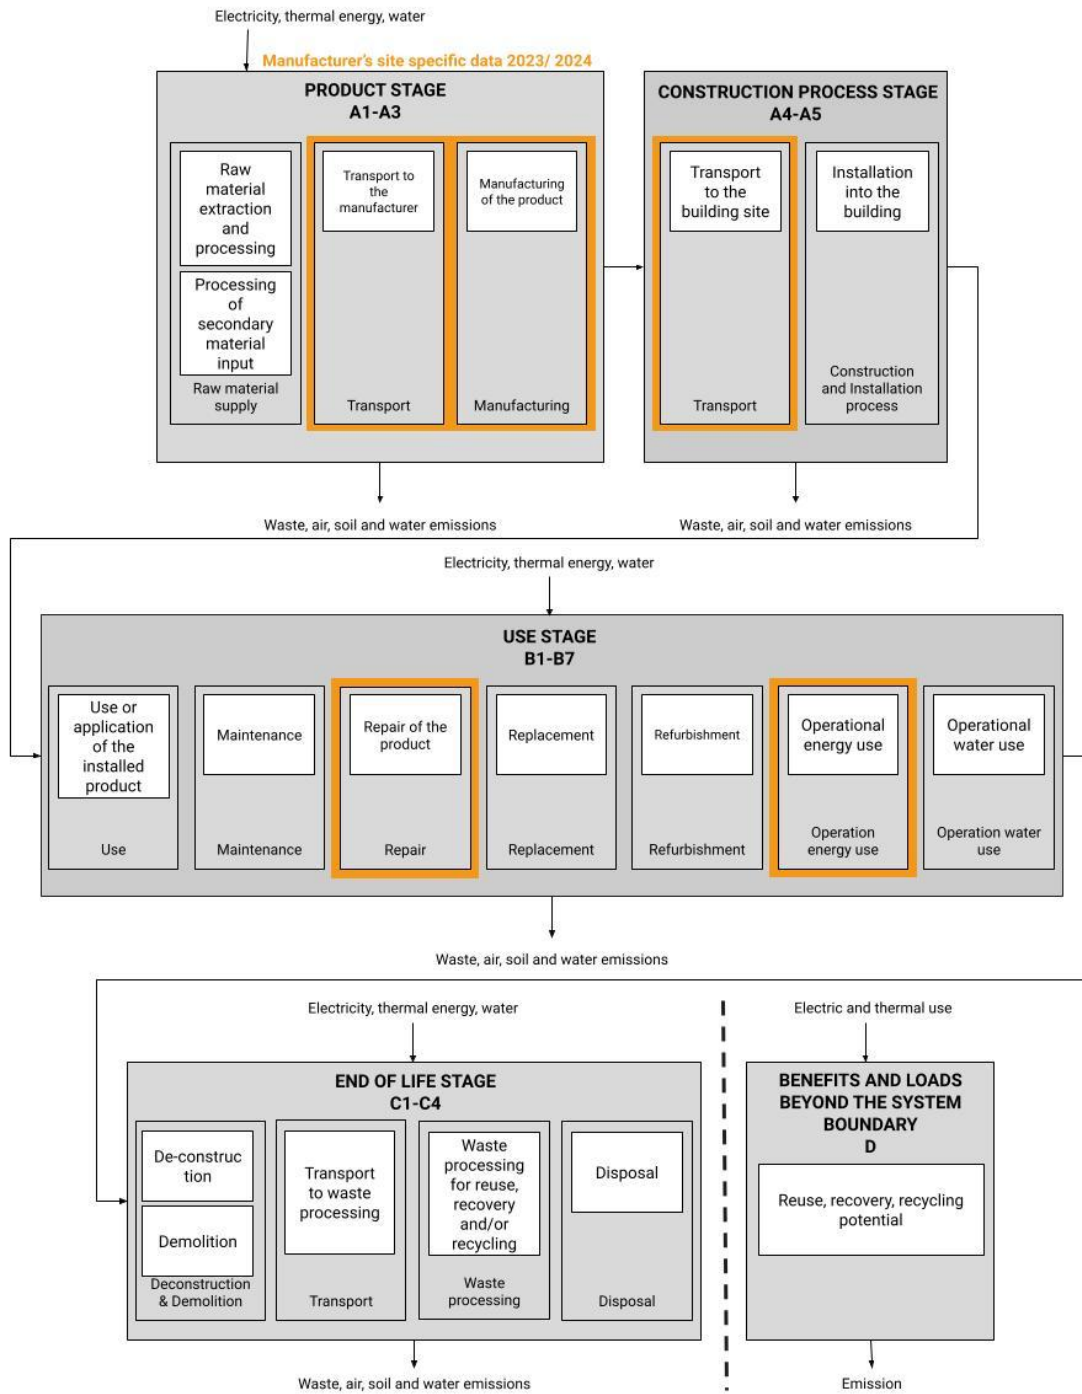 Electricity, thermal energy, water
Manufacturer's site specific data 2023/ 2024
PRODUCT STAGE
A1-A3
Raw
material
extraction
and
processing
Processing
of
secondary
material
input
Raw material
supply
Transport to
the
manufacturer
Transport
Manufacturing
of the product
Manufacturing
CONSTRUCTION PROCESS STAGE
A4-A5
Transport
to the
building site
Transport
Installation
into the
building
Construction
and Installation
process
Waste, air, soil and water emissions
Waste, air, soil and water emissions
Electricity, thermal energy, water
USE STAGE
B1-B7
Use or
application
of the
installed
product
Use
Maintenance
Maintenance
Repair of the
product
Repair
Replacement
Replacement
Refurbishment
Refurbishment
Operational
energy use
Operation
energy use
Operational
water use
Operation water
use
Waste, air, soil and water emissions
Electricity, thermal energy, water
END OF LIFE STAGE
C1-C4
De-construc
tion
Demolition
Deconstruction
& Demolition
Transport
to waste
processing
Transport
Waste
processing
for reuse,
recovery
and/or
recycling
Waste
processing
Disposal
Disposal
Waste, air, soil and water emissions
Electric and thermal use
BENEFITS AND LOADS
BEYOND THE SYSTEM
BOUNDARY
D
Reuse, recovery, recycling
potential
Emission